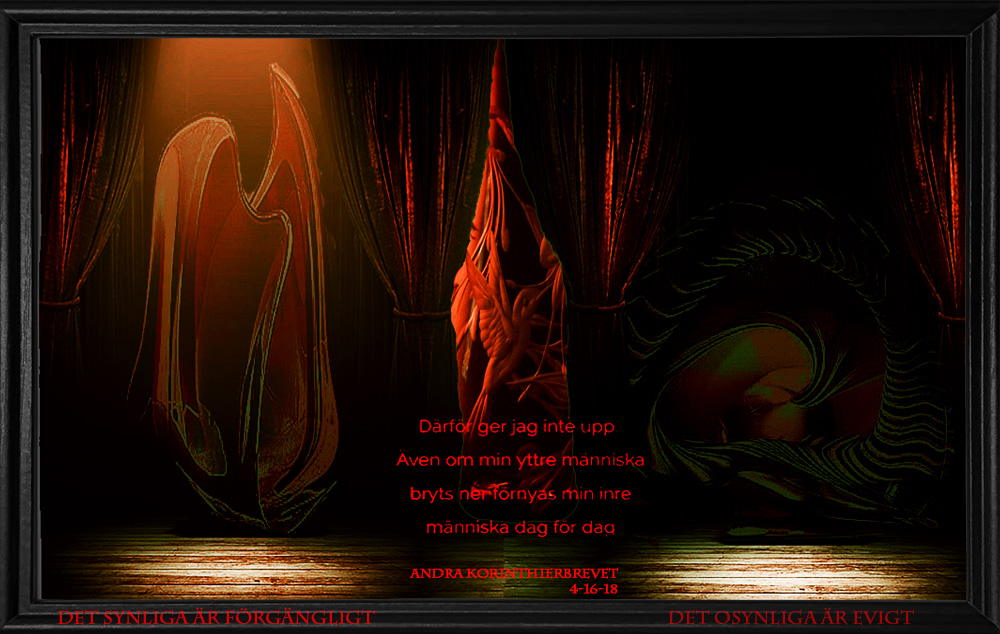 Därför ger jag inte upp
Även om min yttre människa
bryts ner förnyas min inre
människa dag för dag
ANDRA KORINTHIERBREVET
4-16-18
DET SYNLIGA ÄR FÖRGÄNGLIGT
DET OSYNLIGA ÄR EVIGT